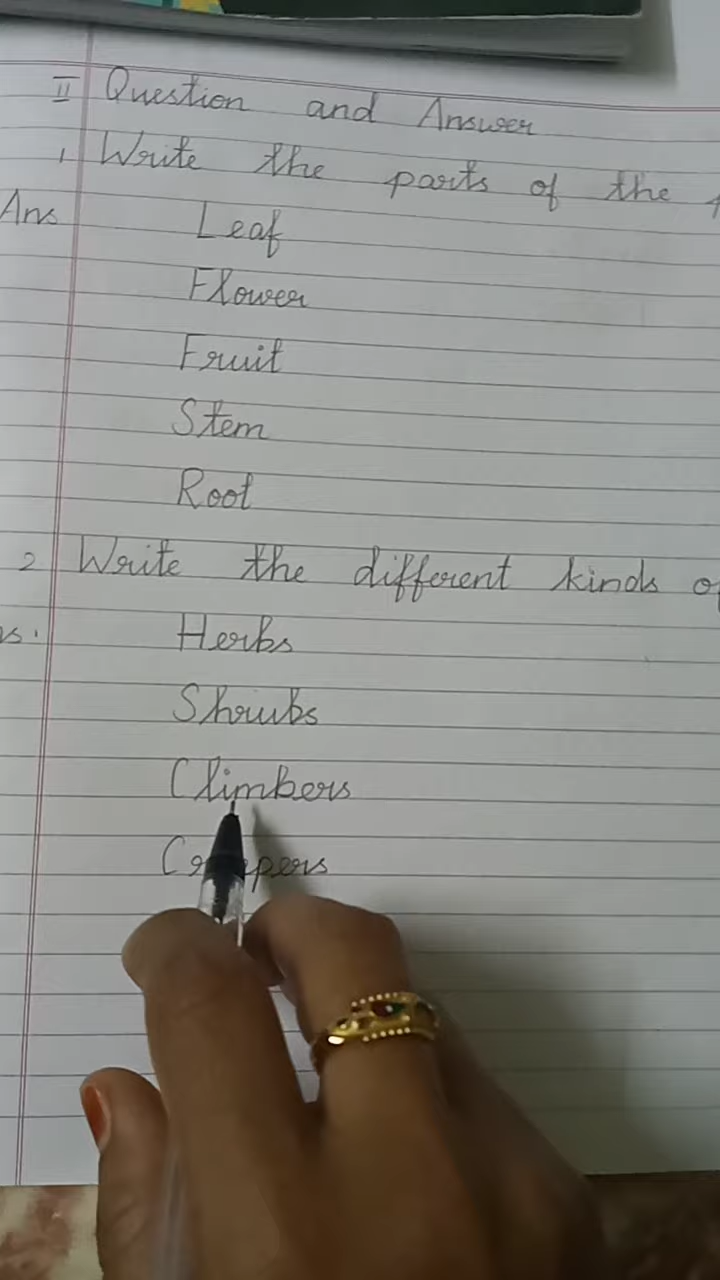 II Question and Answer
1. Write the parts of the
Ans Leaf
Flower
Fruit
Stem
Root
2 Write the different kinds of
Herbs
Shrubs
Climbers